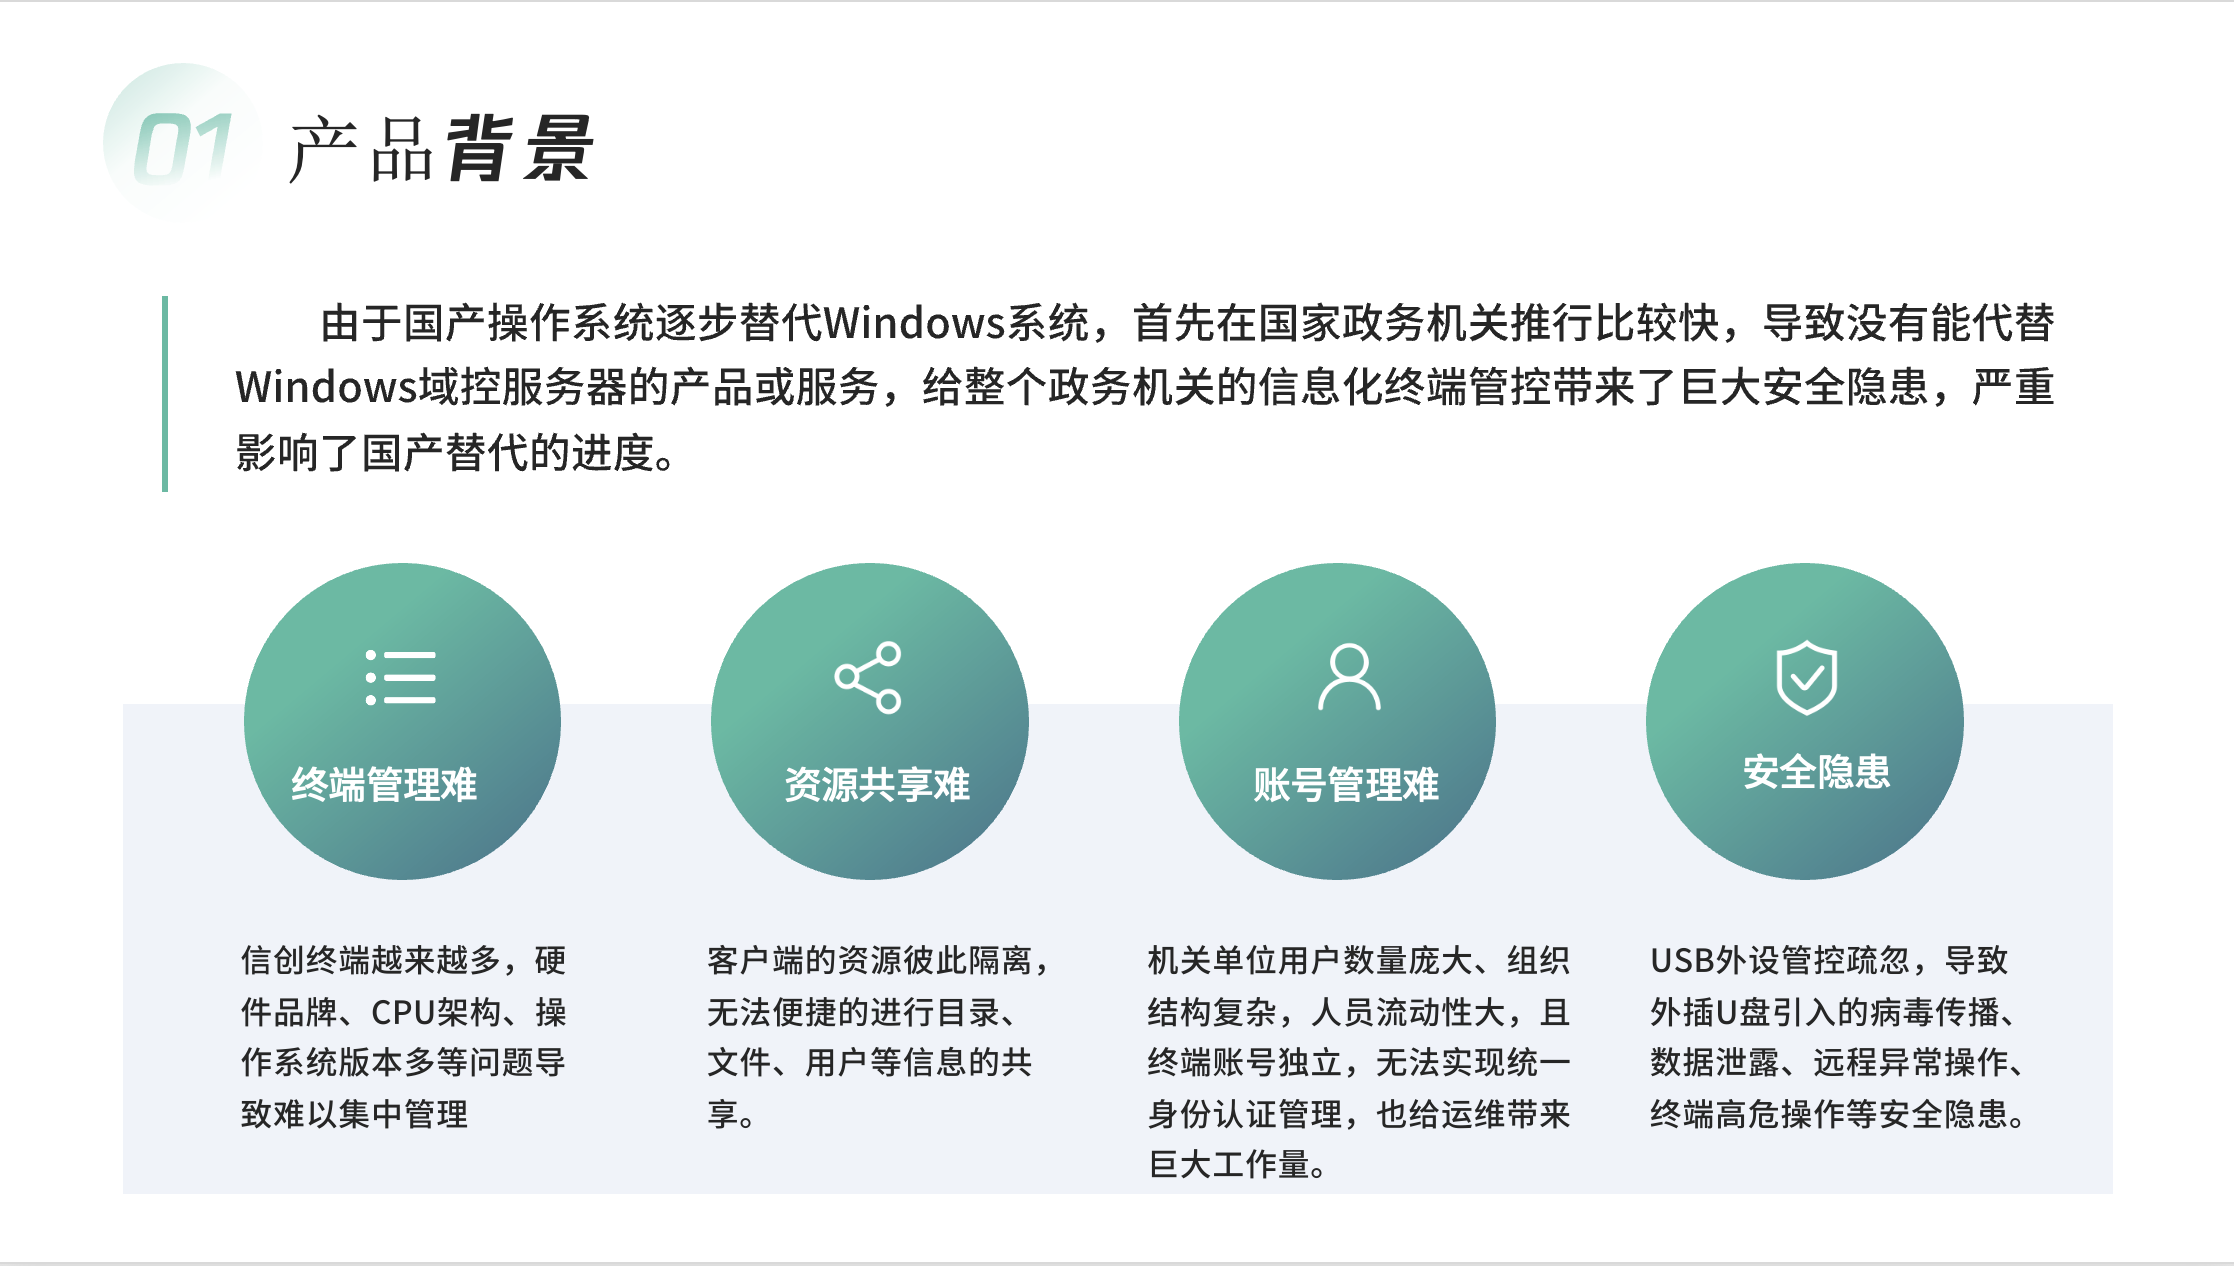 01 产品背景
由于国产操作系统逐步替代Windows系统，首先在国家政务机关推行比较快，导致没有能代替
Windows域控服务器的产品或服务，给整个政务机关的信息化终端管控带来了巨大安全隐患，严重
影响了国产替代的进度。
终端管理难
信创终端越来越多，硬
件品牌、CPU架构、操
作系统版本多等问题导
致难以集中管理
资源共享难
客户端的资源彼此隔离，
无法便捷的进行目录、
文件、用户等信息的共
享。
账号管理难
机关单位用户数量庞大、组织
结构复杂，人员流动性大，且
终端账号独立，无法实现统一
身份认证管理，也给运维带来
巨大工作量。
安全隐患
USB外设管控疏忽，导致
外插U盘引入的病毒传播、
数据泄露、远程异常操作、
终端高危操作等安全隐患。